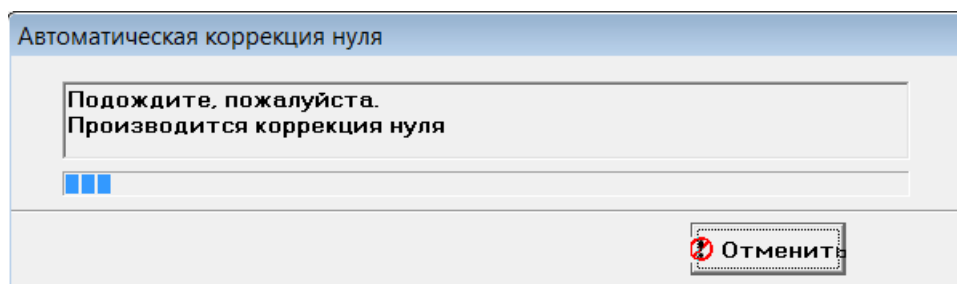 Автоматическая коррекция нуля
Подождите, пожалуйста.
Производится коррекция нуля
Отменить